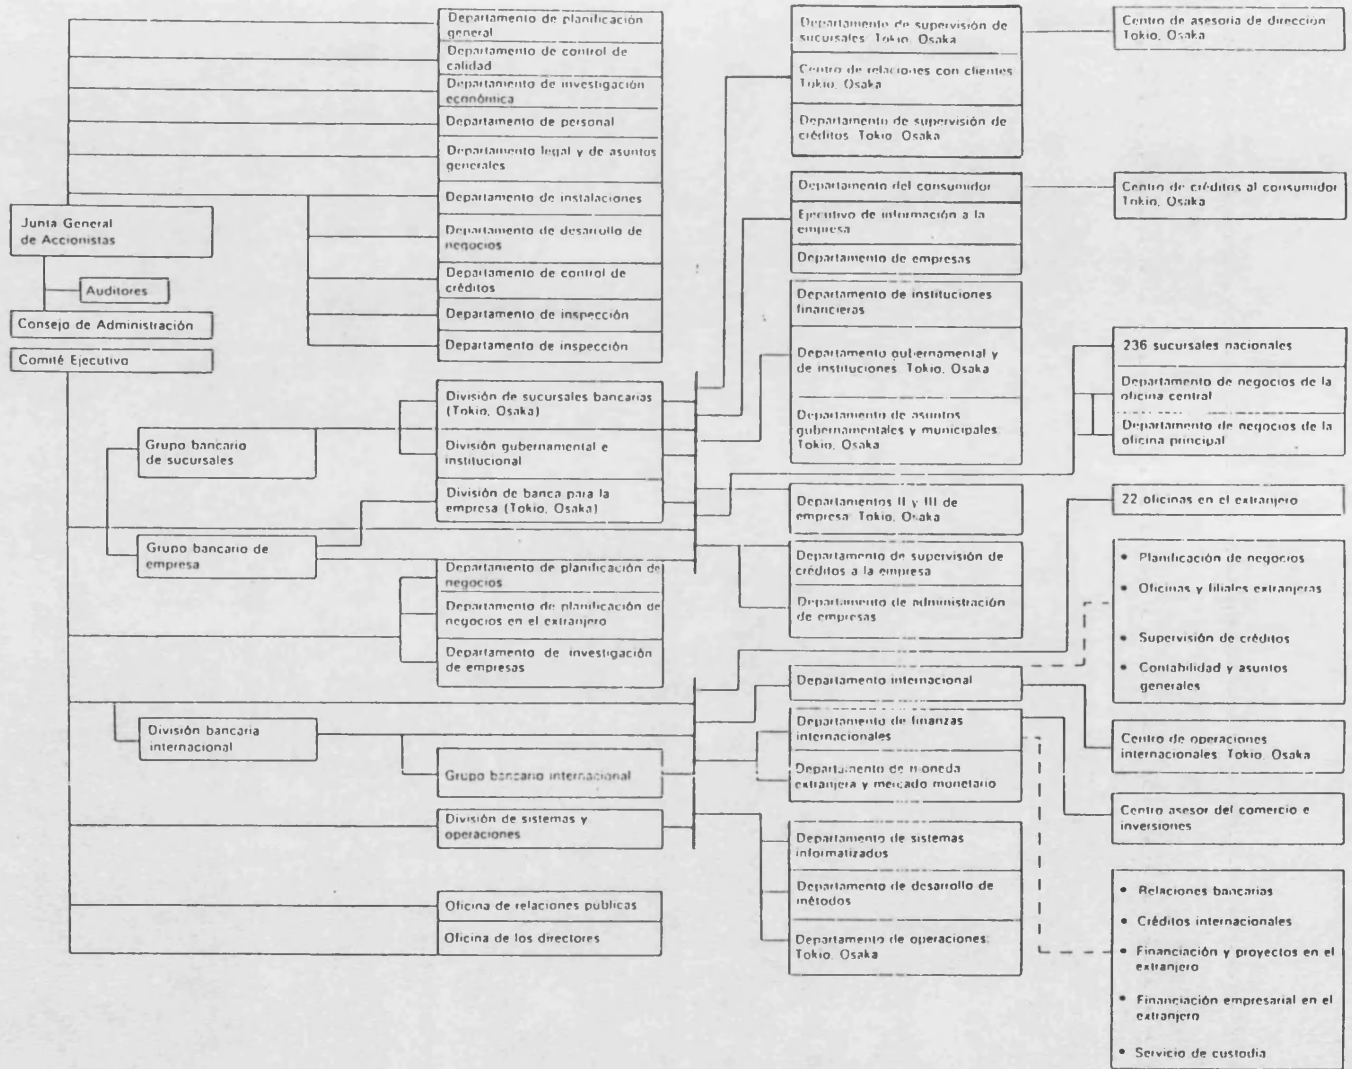 Junta General
de Accionistas
Auditores
Consejo de Administración
Comité Ejecutivo
Grupo bancario
de sucursales
Grupo bancario de
empresa
División bancaria
internacional
Departamento de planificación
general
Departamento de control de
calidad
Departamento de investigación
económica
Departamento de personal
Departamento legal y de asuntos
generales
Departamento de instalaciones
Departamento de desarrollo de
negocios
Departamento de control de
créditos
Departamento de inspección
Departamento de inspección
División de sucursales bancarias
(Tokio, Osaka)
División gubernamental e
institucional
División de banca para la
empresa (Tokio, Osaka)
Departamento de planificación de
negocios
Departamento de planificación de
negocios en el extranjero
Departamento de investigación
de empresas
Grupo bancario internacional
División de sistemas y
operaciones
Oficina de relaciones publicas
Oficina de los directores
Departamento de supervisión de
sucursales: Tokio, Osaka
Centro de relaciones con clientes
Tokio, Osaka
Departamento de supervisión de
créditos: Tokio, Osaka
Departamento del consumidor
Ejecutivo de información a la
empresa
Departamento de empresas
Departamento de instituciones
financieras
Departamento gubernamental y
de instituciones: Tokio, Osaka
Departamento de asuntos
gubernamentales y municipales:
Tokio, Osaka
Departamentos II y III de
empresa: Tokio, Osaka
Departamento de supervisión de
créditos a la empresa
Departamento de administración
de empresas
Departamento internacional
Departamento de finanzas
internacionales
Departamento de moneda
extranjera y mercado monetario
Departamento de sistemas
informatizados
Departamento de desarrollo de
métodos
Departamento de operaciones:
Tokio, Osaka
Centro de asesoria de direccion
Tokio, Osaka
Centro de créditos al consumidor
Tokio, Osaka
236 sucursales nacionales
Departamento de negocios de la
oficina central
Departamento de negocios de la
oficina principal
22 oficinas en el extranjero
• Planificación de negocios
• Oficinas y filiales extranjeras
• Supervisión de créditos
• Contabilidad y asuntos
generales
Centro de operaciones
internacionales: Tokio, Osaka
Centro asesor del comercio e
inversiones
• Relaciones bancarias
• Créditos internacionales
• Financiación y proyectos en el
extranjero
• Financiación empresarial en el
extranjero
• Servicio de custodia